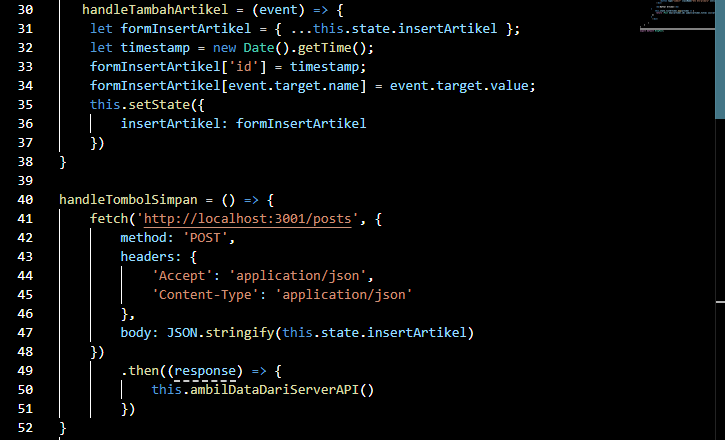 30 handleTambahArtikel = (event) => {
31 let formInsertArtikel = { ...this.state.insertArtikel };
32 let timestamp = new Date().getTime();
33 formInsertArtikel['id'] = timestamp;
34 formInsertArtikel[event.target.name] = event.target.value;
35 this.setState({
36 insertArtikel: formInsertArtikel
37 })
38 }
39
40 handleTombolSimpan = () => {
41 fetch('http://localhost:3001/posts', {
42 method: 'POST',
43 headers: {
44 'Accept': 'application/json',
45 'Content-Type': 'application/json'
46 },
47 body: JSON.stringify(this.state.insertArtikel)
48 })
49 .then((response) => {
50 this.ambilDataDariServerAPI()
51 })
52 }